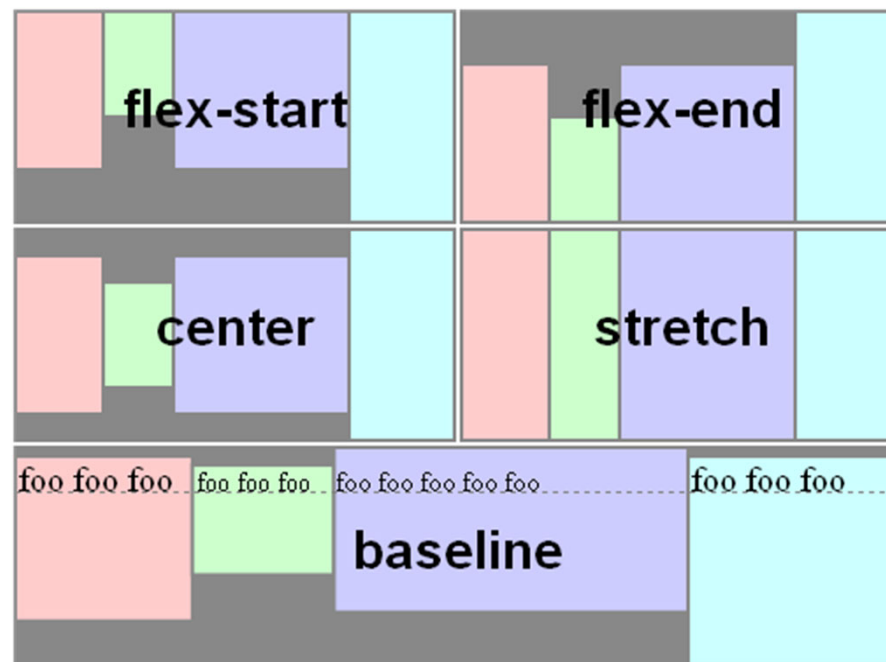 flex-start
flex-end
center
stretch
foo foo foo
foo foo foo
foo foo foo foo foo
foo foo foo
baseline